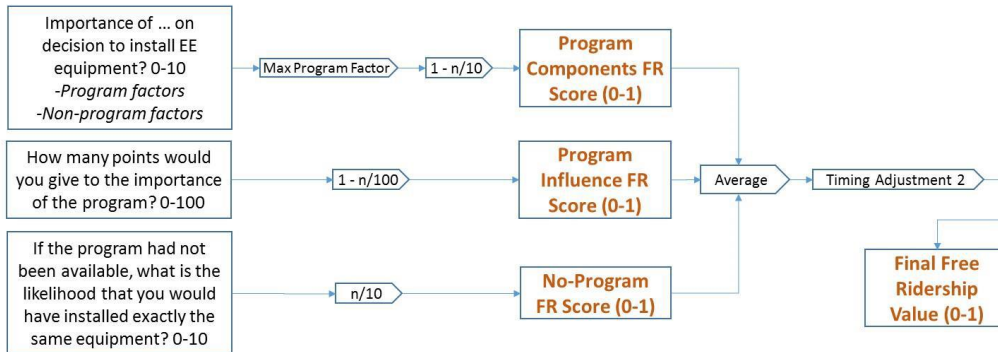 Importance of ... on
decision to install EE
equipment? 0-10
-Program factors
-Non-program factors
Max Program Factor
1 - n/10
Program
Components FR
Score (0-1)
How many points would
you give to the importance
of the program? 0-100
1 - n/100
Program
Influence FR
Score (0-1)
Average
Timing Adjustment 2
If the program had not
been available, what is the
likelihood that you would
have installed exactly the
same equipment? 0-10
n/10
No-Program
FR Score (0-1)
Final Free
Ridership
Value (0-1)